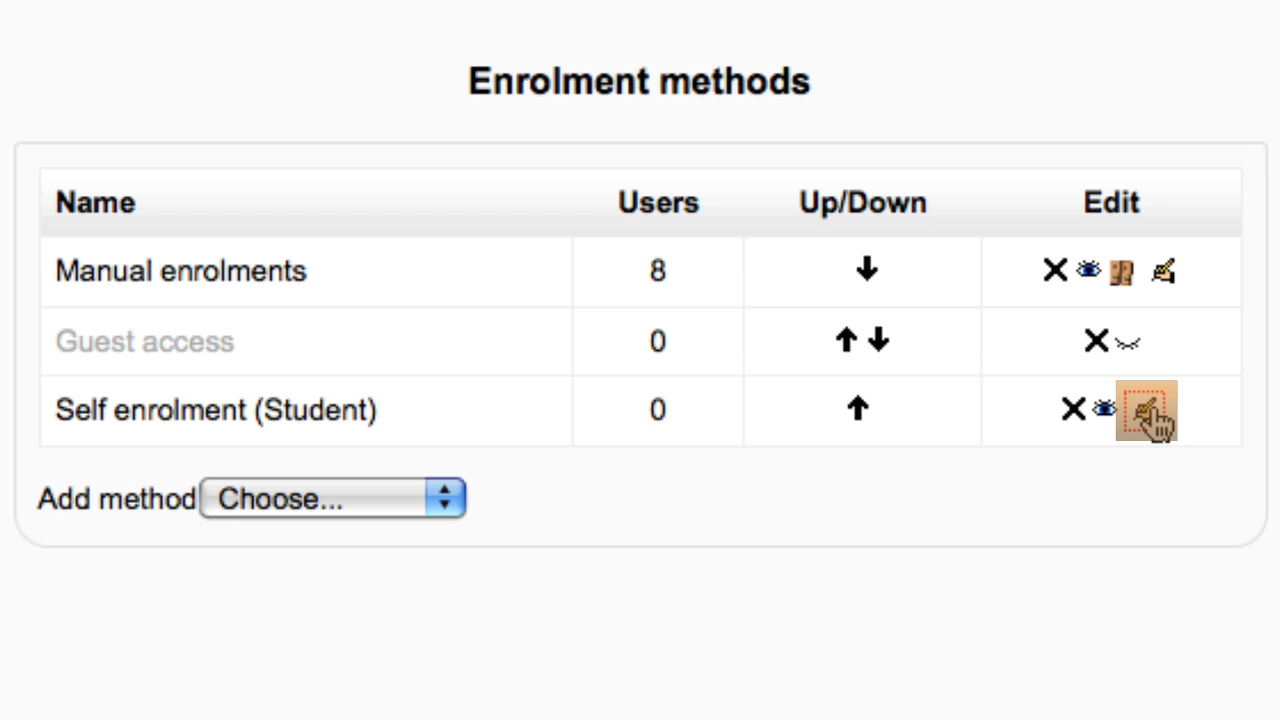 Enrolment methods
Name Users Up/Down Edit
Manual enrolments 8
Guest access 0
Self enrolment (Student) 0
Add method Choose...